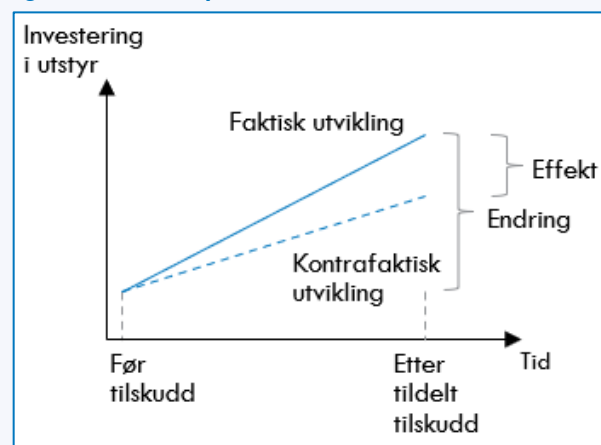 Investering
i utstyr
Faktisk utvikling
Effekt
Endring
Kontrafaktisk
utvikling
Før
tilskudd
Etter
tildelt
tilskudd
Tid